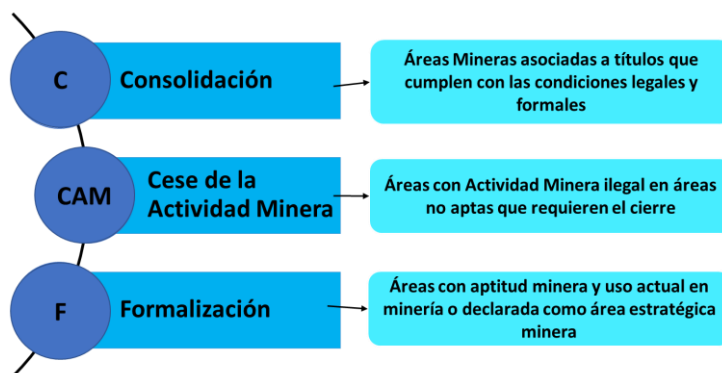 C
Consolidación
Áreas Mineras asociadas a títulos que
cumplen con las condiciones legales y
formales
CAM
Cese de la
Actividad Minera
Áreas con Actividad Minera ilegal en áreas
no aptas que requieren el cierre
F
Formalización
Áreas con aptitud minera y uso actual en
minería o declarada como área estratégica
minera